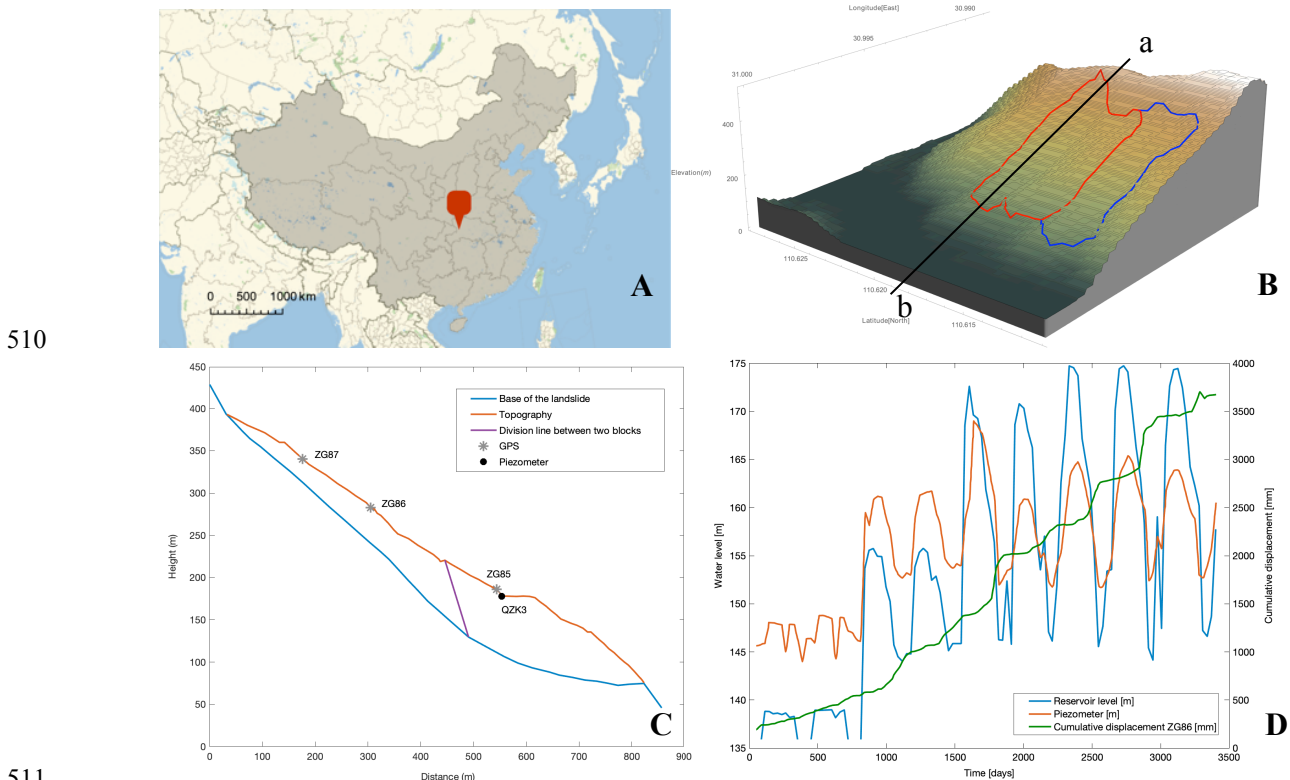 Longitude[East]
30.990
30.995
31.000
a
400
Elevation(m)
200
0
110.625
110.620
b
Latitude[North]
110.615
B
0 500 1000 km
A
510
450
400
350
300
250
200
150
100
50
0
Height (m)
Base of the landslide
Topography
Division line between two blocks
GPS
Piezometer
ZG87
ZG86
ZG85
QZK3
C
0 100 200 300 400 500 600 700 800 900
Distance (m)
175
170
165
160
155
150
145
140
135
Water level [m]
4000
3500
3000
2500
2000
1500
1000
500
0
Cumulative displacement [mm]
Reservoir level [m]
Piezometer [m]
Cumulative displacement ZG86 [mm]
D
0 500 1000 1500 2000 2500 3000 3500
Time [days]
511